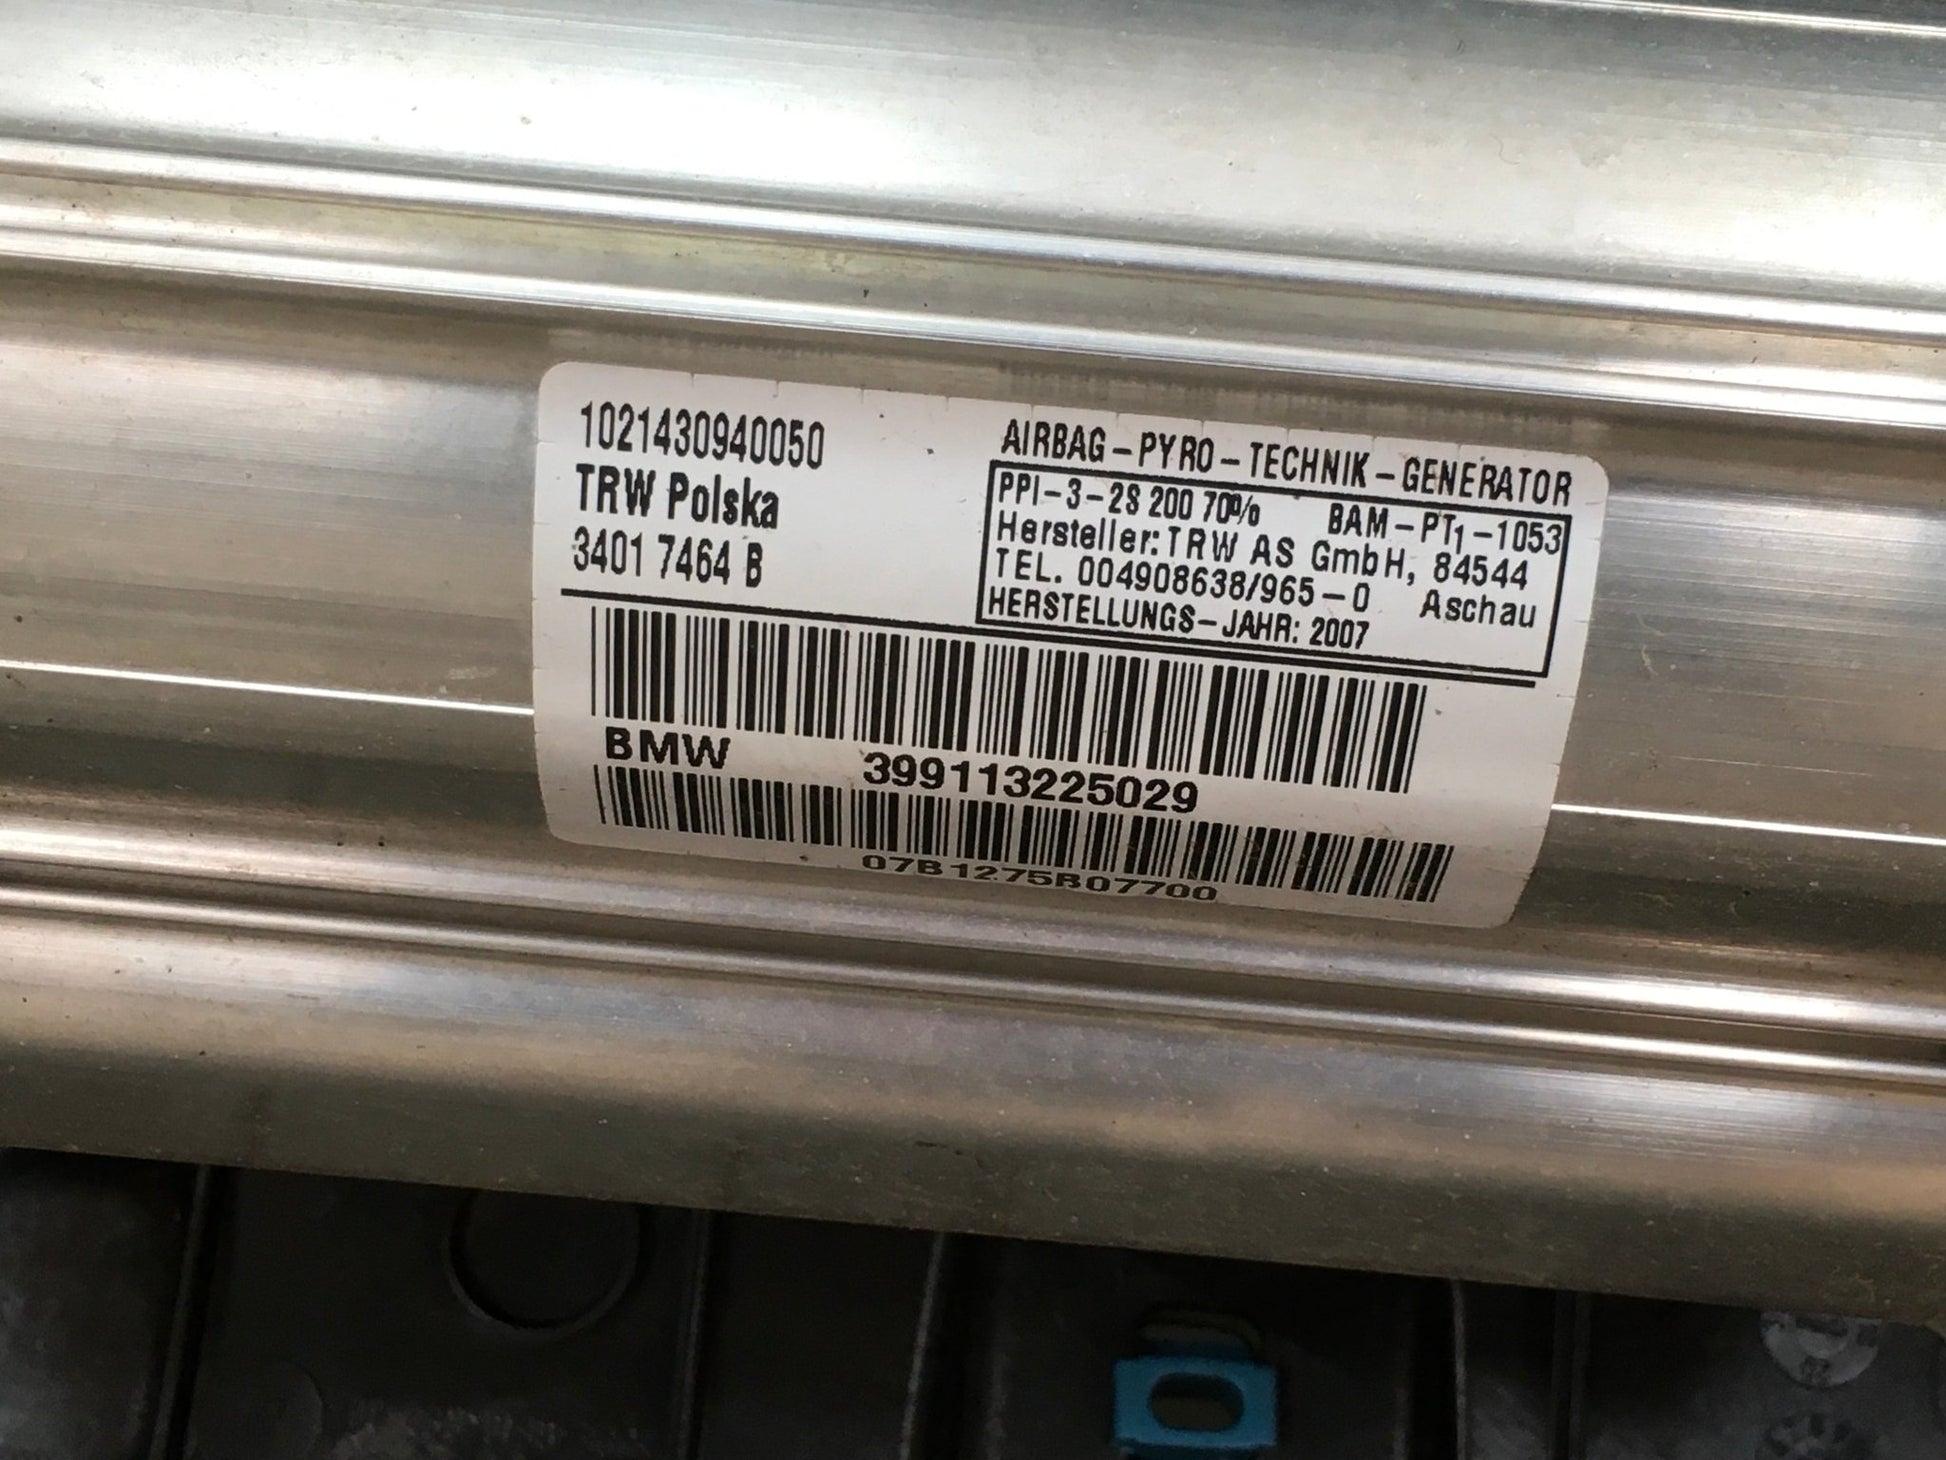 1021430940050
TRW Polska
3401 7464 B
AIRBAG-PYRO-TECHNIK-GENERATOR
PPI-3-2S 200 70% BAM-PT1-1053
Hersteller: TRW AS GmbH, 84544
TEL. 004908638/965-0 Aschau
HERSTELLUNGS-JAHR: 2007
BMW 399113225029
07B1275B07700